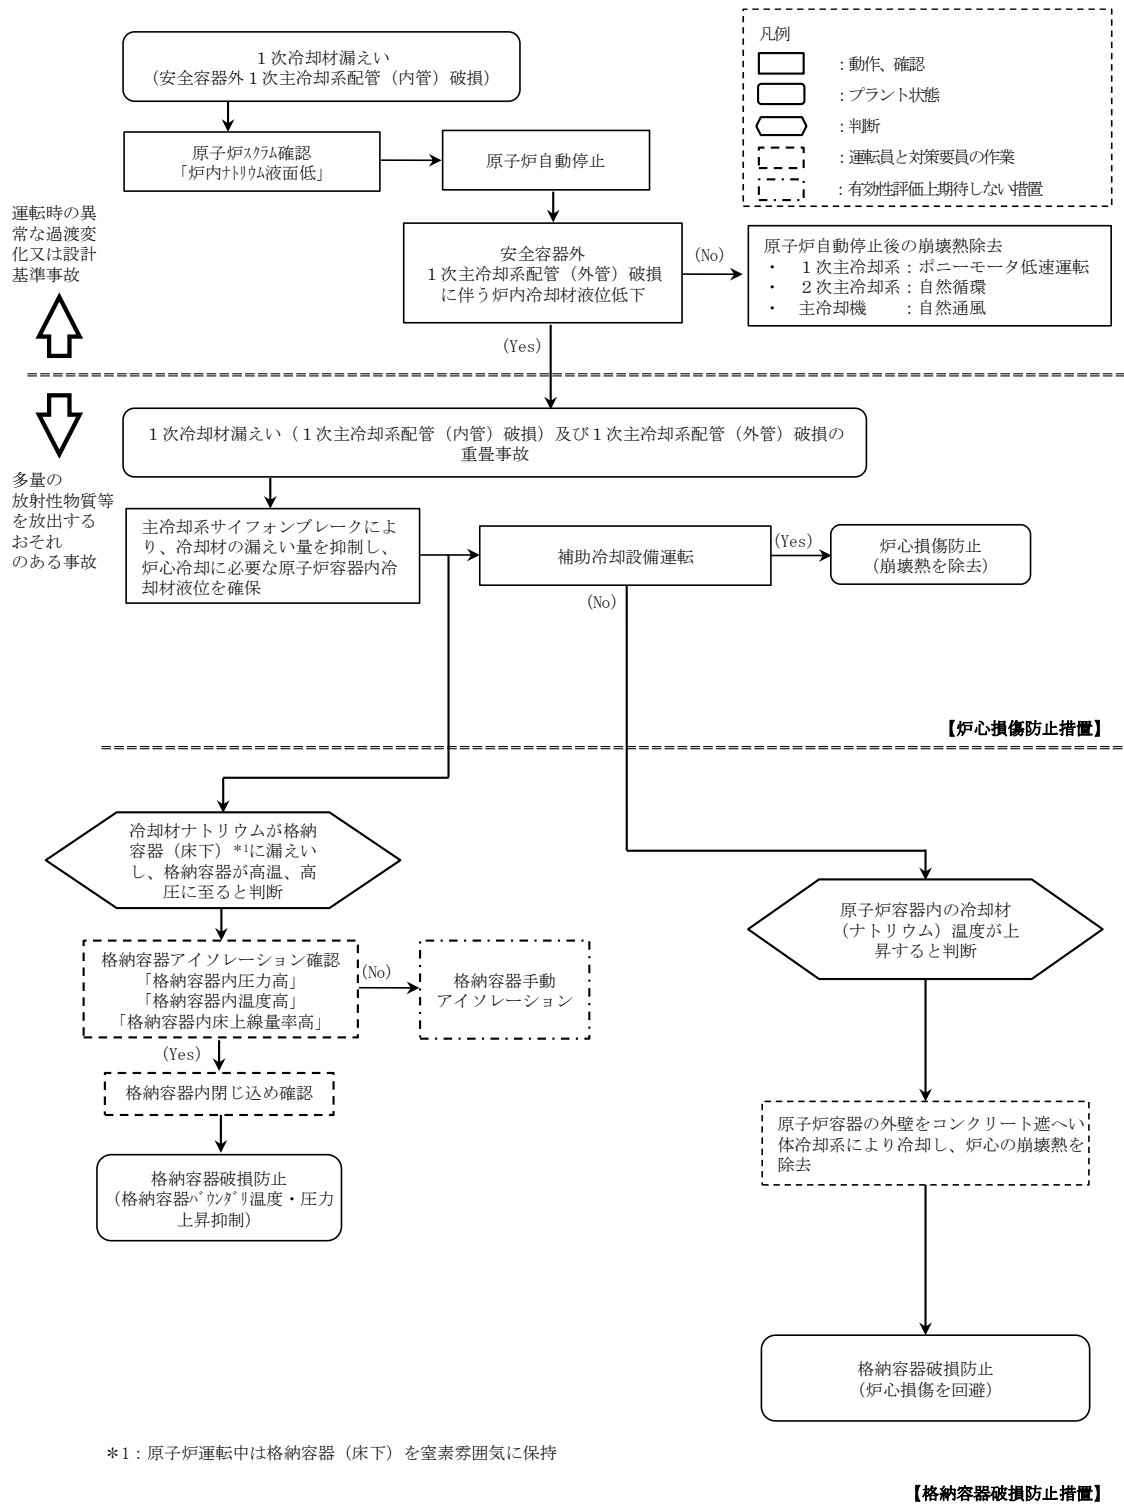 凡例
：動作、確認
：プラント状態
：判断
：運転員と対策要員の作業
：有効性評価上期待しない措置
１次冷却材漏えい
（安全容器外１次主冷却系配管（内管）破損）
原子炉ｽｸﾗﾑ確認
「炉内ﾅﾄﾘｳﾑ液面低」
原子炉自動停止
運転時の異
常な過渡変
化又は設計
基準事故
安全容器外
１次主冷却系配管（外管）破損
に伴う炉内冷却材液位低下
(No)
原子炉自動停止後の崩壊熱除去
・　１次主冷却系：ポニーモータ低速運転
・　２次主冷却系：自然循環
・　主冷却機　　：自然通風
(Yes)
１次冷却材漏えい（１次主冷却系配管（内管）破損）及び１次主冷却系配管（外管）破損の
重畳事故
多量の
放射性物質等
を放出する
おそれ
のある事故
主冷却系サイフォンブレークによ
り、冷却材の漏えい量を抑制し、
炉心冷却に必要な原子炉容器内冷
却材液位を確保
補助冷却設備運転
(Yes)
炉心損傷防止
（崩壊熱を除去）
(No)
【炉心損傷防止措置】
冷却材ナトリウムが格納
容器（床下）*1に漏えい
し、格納容器が高温、高
圧に至ると判断
原子炉容器内の冷却材
（ナトリウム）温度が上
昇すると判断
格納容器アイソレーション確認
「格納容器内圧力高」
「格納容器内温度高」
「格納容器内床上線量率高」
(No)
格納容器手動
アイソレーション
(Yes)
格納容器内閉じ込め確認
原子炉容器の外壁をコンクリート遮へい
体冷却系により冷却し、炉心の崩壊熱を
除去
格納容器破損防止
（格納容器ﾊﾞｳﾝﾀﾞﾘ温度・圧力
上昇抑制）
格納容器破損防止
（炉心損傷を回避）
＊1：原子炉運転中は格納容器（床下）を窒素雰囲気に保持
【格納容器破損防止措置】